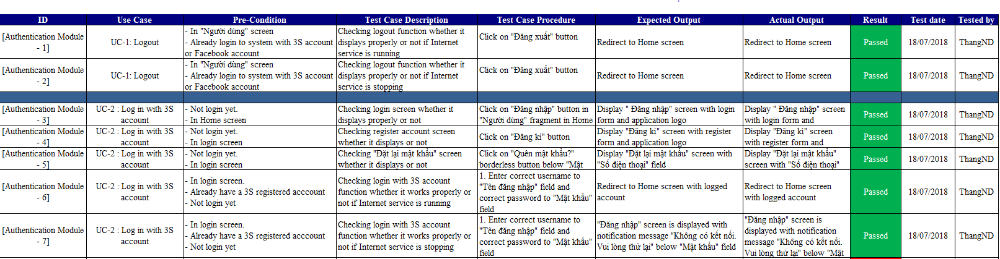 ID Use Case Pre-Condition Test Case Description Test Case Procedure Expected Output Actual Output Result Test date Tested by
[Authentication Module
- 1]
UC-1: Logout
- In "Người dùng" screen
- Already login to system with 3S account
or Facebook account
Checking logout function whether it
displays properly or not if Internet
service is running
Click on "Đăng xuất" button
Redirect to Home screen
Redirect to Home screen
Passed
18/07/2018
ThangND
[Authentication Module
- 2]
UC-1: Logout
- In "Người dùng" screen
- Already login to system with 3S account
or Facebook account
Checking logout function whether it
displays properly or not if Internet
service is stopping
Click on "Đăng xuất" button
Redirect to Home screen
Redirect to Home screen
Passed
18/07/2018
ThangND
[Authentication Module
- 3]
UC-2 : Log in with 3S
account
- Not login yet.
- In Home screen
Checking login screen whether it
displays properly or not
Click on "Đăng nhập" button in
"Người dùng" fragment in Home
Display " Đăng nhập" screen with login
form and application logo
Display " Đăng nhập" screen
with login form and
Passed
18/07/2018
ThangND
[Authentication Module
- 4]
UC-2 : Log in with 3S
account
- Not login yet.
- In login screen
Checking register account screen
whether it displays or not
Click on "Đăng kí" button
Display "Đăng kí" screen with register
form and application logo
Display "Đăng kí" screen
with register form and
Passed
18/07/2018
ThangND
[Authentication Module
- 5]
UC-2 : Log in with 3S
account
- Not login yet.
- In login screen
Checking "Đặt lại mật khẩu" screen
whether it displays or not
Click on "Quên mật khẩu?"
borderless button below "Mật
Display "Đặt lại mật khẩu" screen with
"Số điện thoại" field
Display "Đặt lại mật khẩu"
screen with "Số điện thoại"
Passed
18/07/2018
ThangND
[Authentication Module
- 6]
UC-2 : Log in with 3S
account
- In login screen.
- Already have a 3S registered acccount
- Not login yet
Checking login with 3S account
function whether it works properly or
not if Internet service is running
1. Enter correct username to
"Tên đăng nhập" field and
correct password to "Mật khẩu"
field
Redirect to Home screen with logged
account
Redirect to Home screen
with logged account
Passed
18/07/2018
ThangND
[Authentication Module
- 7]
UC-2 : Log in with 3S
account
- In login screen.
- Already have a 3S registered acccount
- Not login yet
Checking login with 3S account
function whether it works properly or
not if Internet service is stopping
1. Enter correct username to
"Tên đăng nhập" field and
correct password to "Mật khẩu"
field
"Đăng nhập" screen is displayed with
notification message "Không có kết nối.
Vui lòng thử lại" below "Mật khẩu" field
"Đăng nhập" screen is
displayed with notification
message "Không có kết nối.
Vui lòng thử lại" below "Mật
Passed
18/07/2018
ThangND